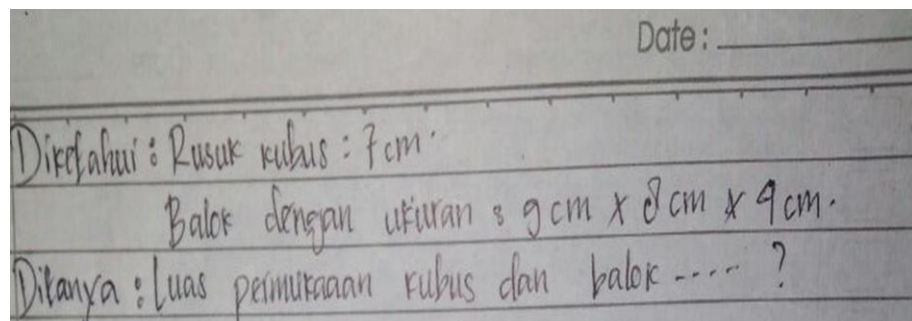 Date:
Diketahui : Rusuk kubus : 7 cm.
Balok dengan ukuran : 9 cm x 8 cm x 4 cm.
Ditanya : Luas permukaaan kubus dan balok ---- ?